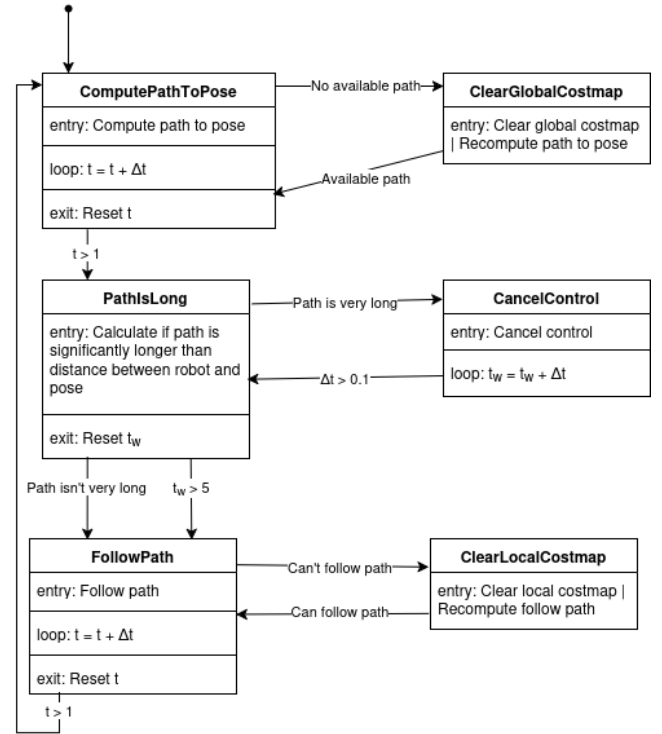 ComputePathToPose
entry: Compute path to pose
loop: t = t + Δt
exit: Reset t
No available path
ClearGlobalCostmap
entry: Clear global costmap
| Recompute path to pose
Available path
t > 1
PathIsLong
entry: Calculate if path is
significantly longer than
distance between robot and
pose
exit: Reset tw
Path is very long
CancelControl
entry: Cancel control
loop: tw = tw + Δt
Δt > 0.1
Path isn't very long
tw > 5
FollowPath
entry: Follow path
loop: t = t + Δt
exit: Reset t
Can't follow path
ClearLocalCostmap
entry: Clear local costmap |
Recompute follow path
Can follow path
t > 1